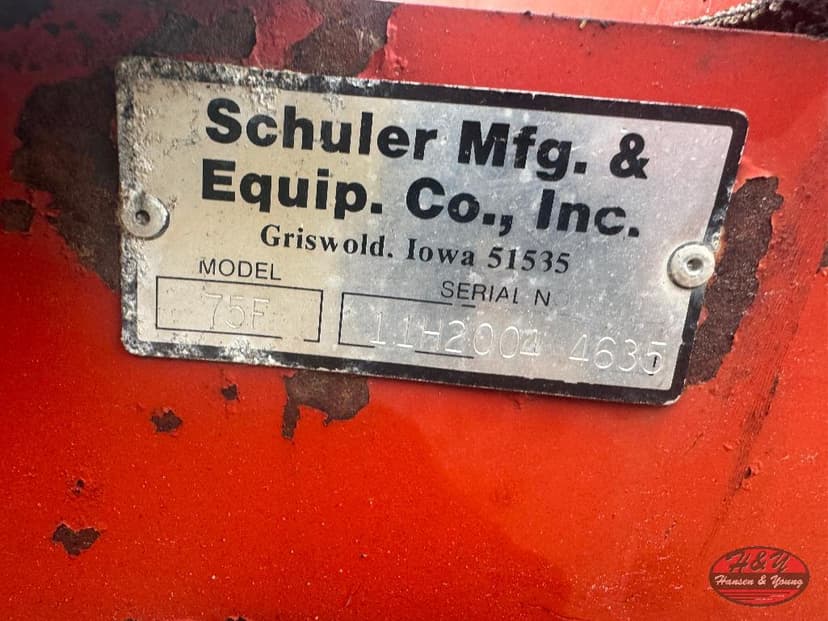 Schuler Mfg. &
Equip. Co., Inc.
Griswold, Iowa 51535
MODEL
SERIAL N
75F
11H2004 4635
H&Y
Hansen & Young